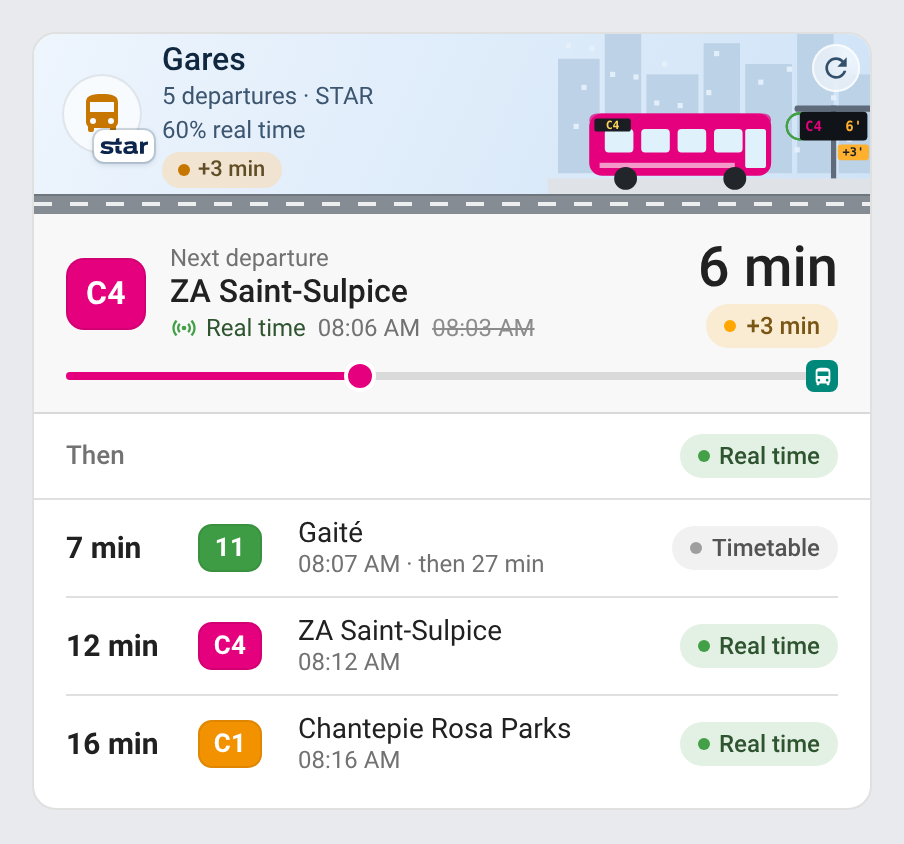 Gares
5 departures · STAR
60% real time
star
+3 min
C4
C4 6'
+3'
C4
Next departure
ZA Saint-Sulpice
Real time 08:06 AM 08:03 AM
6 min
+3 min
Then
Real time
7 min
11
Gaité
08:07 AM · then 27 min
Timetable
12 min
C4
ZA Saint-Sulpice
08:12 AM
Real time
16 min
C1
Chantepie Rosa Parks
08:16 AM
Real time